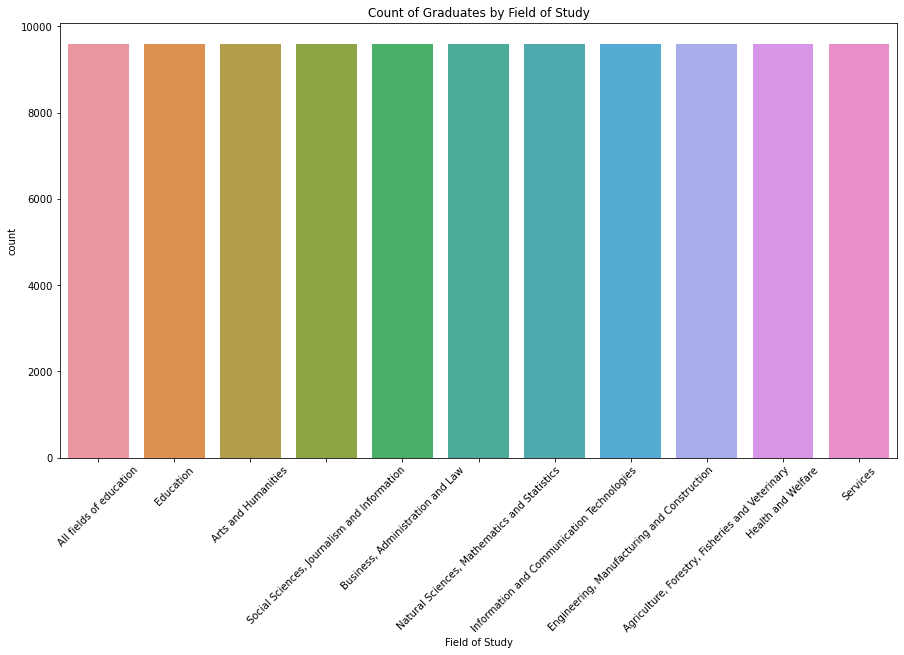 Count of Graduates by Field of Study
10000
8000
6000
4000
2000
0
count
All fields of education
Education
Arts and Humanities
Social Sciences, Journalism and Information
Business, Administration and Law
Natural Sciences, Mathematics and Statistics
Information and Communication Technologies
Engineering, Manufacturing and Construction
Agriculture, Forestry, Fisheries and Veterinary
Health and Welfare
Services
Field of Study